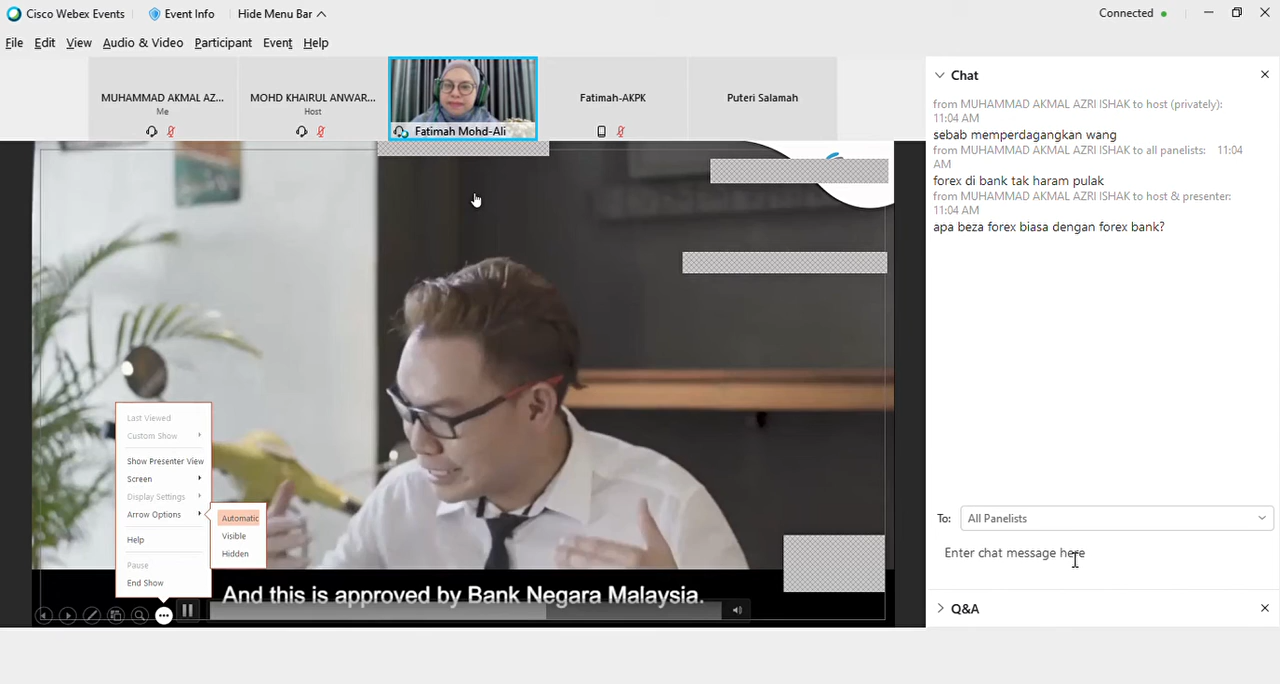 Cisco Webex Events Event Info Hide Menu Bar Connected
File Edit View Audio & Video Participant Event Help
MUHAMMAD AKMAL AZ...
Me
MOHD KHAIRUL ANWAR...
Host
Fatimah Mohd-Ali
Fatimah-AKPK
Puteri Salamah
Last Viewed
Custom Show
Show Presenter View
Screen
Display Settings
Arrow Options
Help
Pause
End Show
Automatic
Visible
Hidden
And this is approved by Bank Negara Malaysia.
Chat
from MUHAMMAD AKMAL AZRI ISHAK to host (privately):
11:04 AM
sebab memperdagangkan wang
from MUHAMMAD AKMAL AZRI ISHAK to all panelists: 11:04
AM
forex di bank tak haram pulak
from MUHAMMAD AKMAL AZRI ISHAK to host & presenter:
11:04 AM
apa beza forex biasa dengan forex bank?
To: All Panelists
Enter chat message here
Q&A